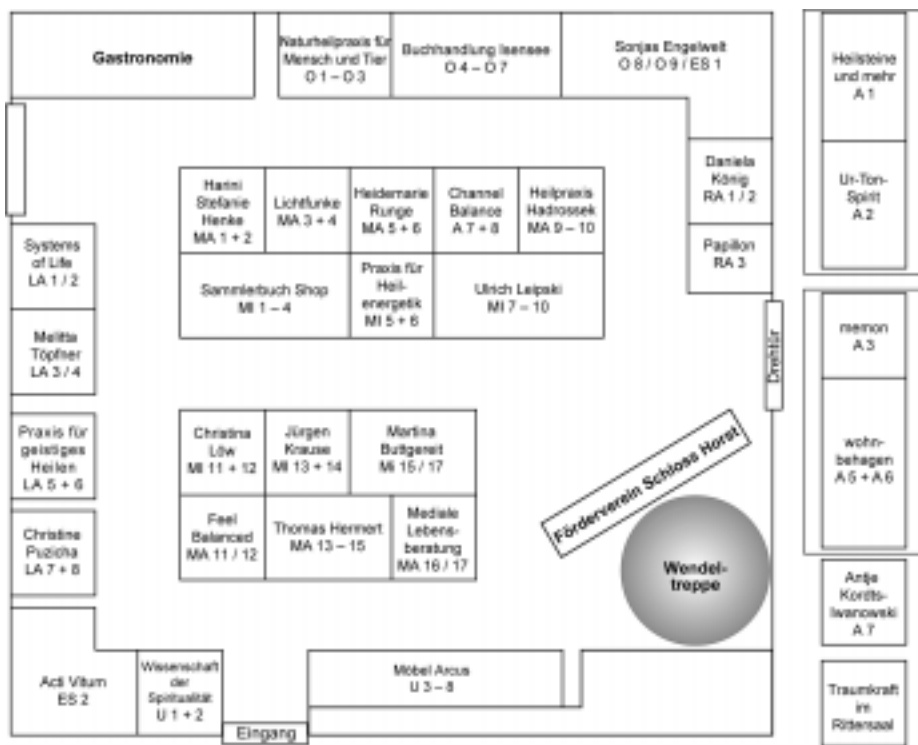 Gastronomie
Naturheilpraxis für
Mensch und Tier
O 1 – O 3
Buchhandlung Isensee
O 4 – O 7
Sonjas Engelwelt
O 8 / O 9 / ES 1
Heilsteine
und mehr
A 1
Harini
Stefanie
Henke
MA 1 + 2
Lichtfunke
MA 3 + 4
Heidemarie
Runge
MA 5 + 6
Channel
Balance
A 7 + 8
Heilpraxis
Hadrossek
MA 9 – 10
Daniela
König
RA 1 / 2
Ur-Ton-
Spirit
A 2
Systems
of Life
LA 1 / 2
Sammlerbuch Shop
MI 1 – 4
Praxis für
Heil-
energetik
MI 5 + 6
Ulrich Leipski
MI 7 – 10
Papillon
RA 3
Melitta
Töpfner
LA 3 / 4
Drehtür
memon
A 3
Praxis für
geistiges
Heilen
LA 5 + 6
Christina
Löw
MI 11 + 12
Jürgen
Krause
MI 13 + 14
Martina
Buttgereit
Mi 15 / 17
Förderverein Schloss Horst
wohn-
behagen
A 5 + A 6
Christine
Puzicha
LA 7 + 8
Feel
Balanced
MA 11 / 12
Thomas Hermert
MA 13 – 15
Mediale
Lebens-
beratung
MA 16 / 17
Wendel-
treppe
Antje
Kordts-
Iwanowski
A 7
Acti Vitum
ES 2
Wissenschaft
der
Spiritualität
U 1 + 2
Möbel Arcus
U 3 – 8
Traumkraft
im
Rittersaal
Eingang